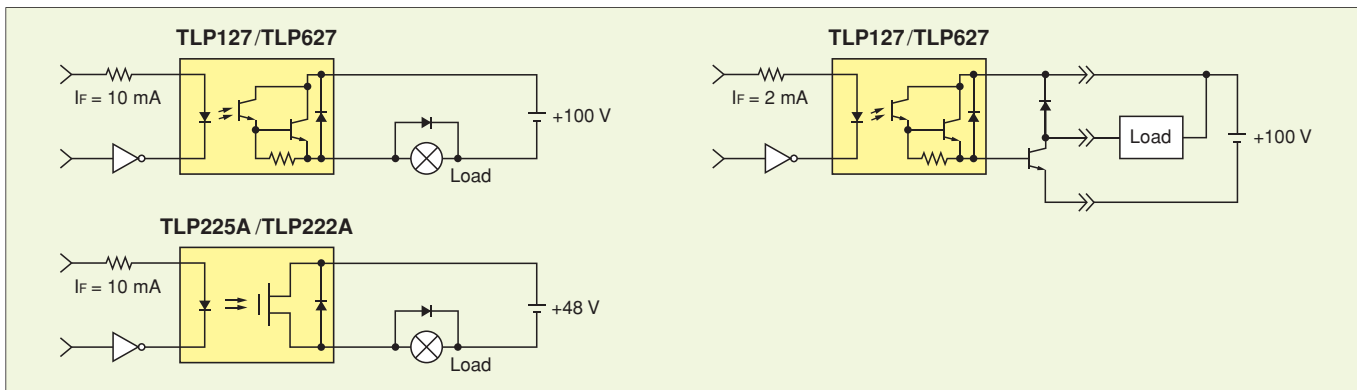 TLP127/TLP627
IF = 10 mA
+100 V
Load
TLP127/TLP627
IF = 2 mA
Load
+100 V
TLP225A/TLP222A
IF = 10 mA
+48 V
Load